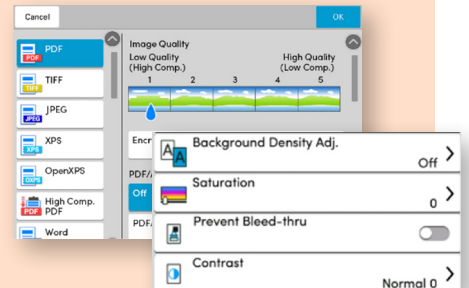 Cancel
OK
PDF
PDF
TIFF
TIFF
JPEG
JPEG
XPS
XPS
OpenXPS
OXPS
High Comp.
PDF
PDF
Word
Image Quality
Low Quality
(High Comp.)
High Quality
(Low Comp.)
1 2 3 4 5
Encr
PDF/
Off
PDF/
A A
Background Density Adj.
Off
Saturation
0
Prevent Bleed-thru
Contrast
Normal 0